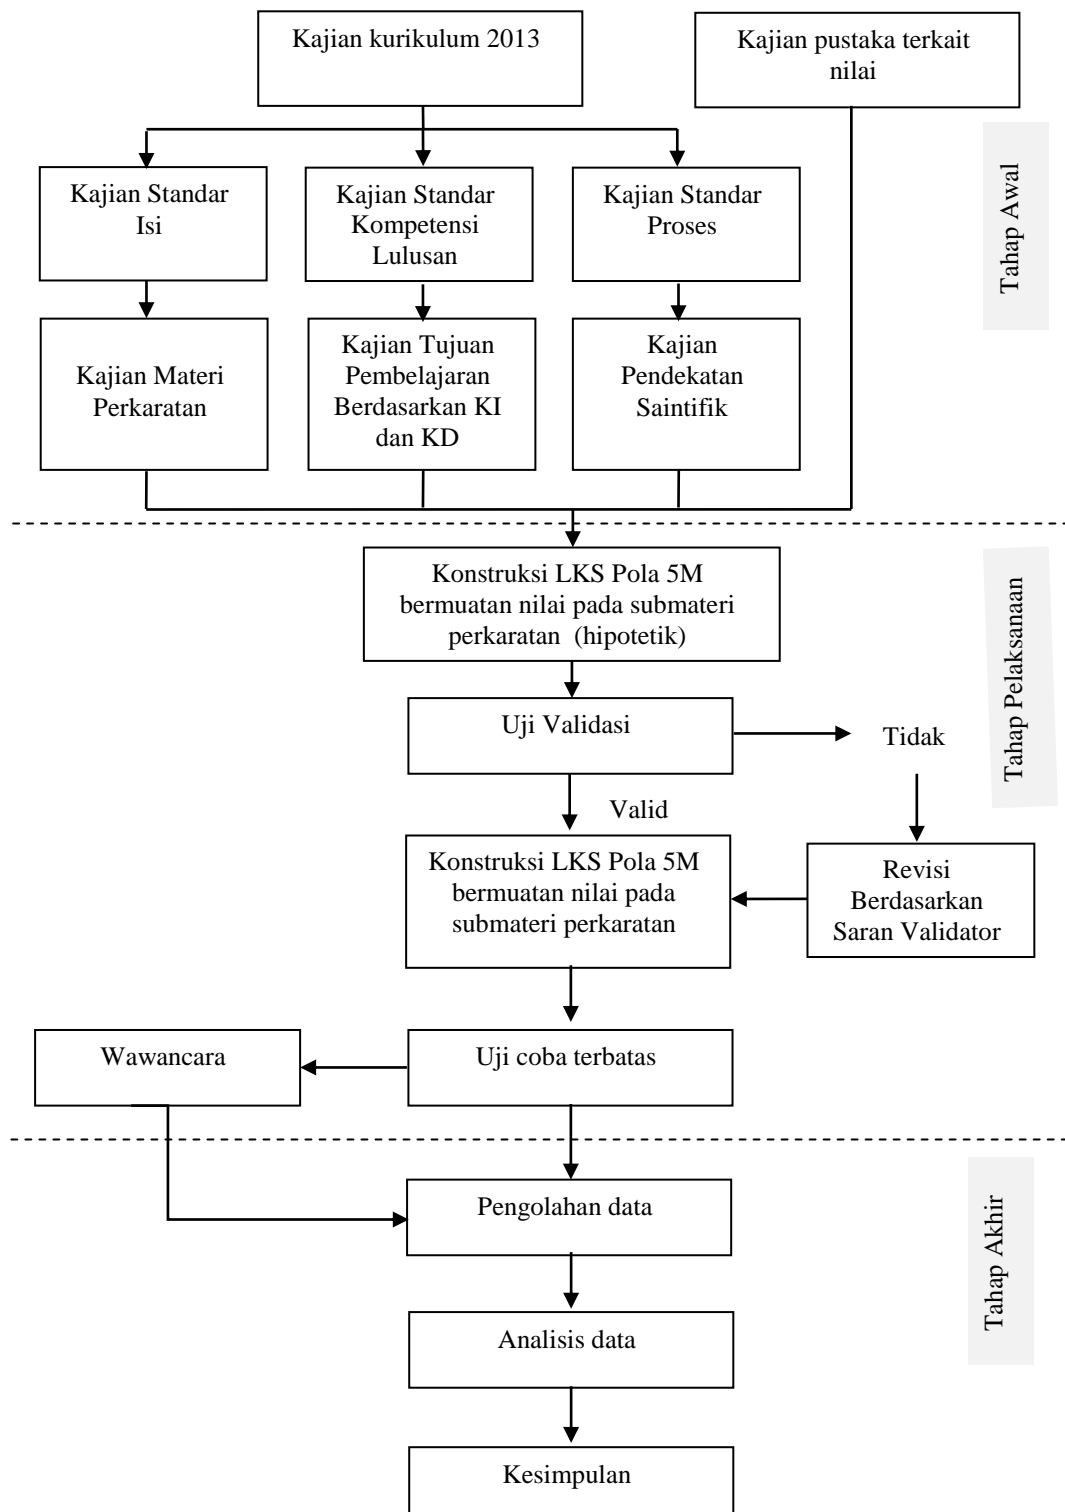 Kajian kurikulum 2013
Kajian pustaka terkait
nilai
Tahap Awal
Kajian Standar
Isi
Kajian Standar
Kompetensi
Lulusan
Kajian Standar
Proses
Kajian Materi
Perkaratan
Kajian Tujuan
Pembelajaran
Berdasarkan KI
dan KD
Kajian
Pendekatan
Saintifik
Konstruksi LKS Pola 5M
bermuatan nilai pada submateri
perkaratan (hipotetik)
Tahap Pelaksanaan
Uji Validasi
Tidak
Valid
Konstruksi LKS Pola 5M
bermuatan nilai pada
submateri perkaratan
Revisi
Berdasarkan
Saran Validator
Wawancara
Uji coba terbatas
Pengolahan data
Tahap Akhir
Analisis data
Kesimpulan